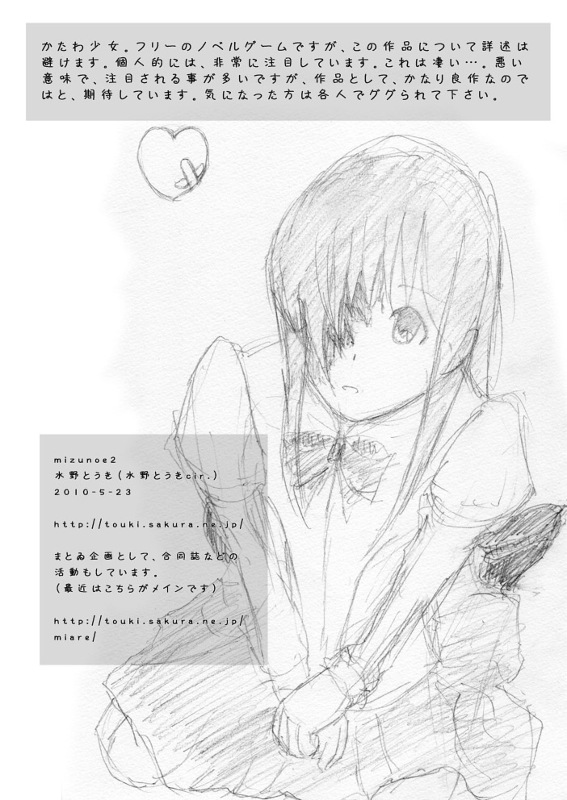 かたわ少女。フリーのノベルゲームですが、この作品について詳述は
避けます。個人的には、非常に注目しています。これは凄い…。悪い
意味で、注目される事が多いですが、作品として、かなり良作なので
はと、期待しています。気になった方は各人でググられて下さい。
mizunoe2
水野とうき(水野とうきcir.)
2010-5-23
http://touki.sakura.ne.jp/
まとゐ企画として、合同誌などの
活動もしています。
(最近はこちらがメインです)
http://touki.sakura.ne.jp/
miare/